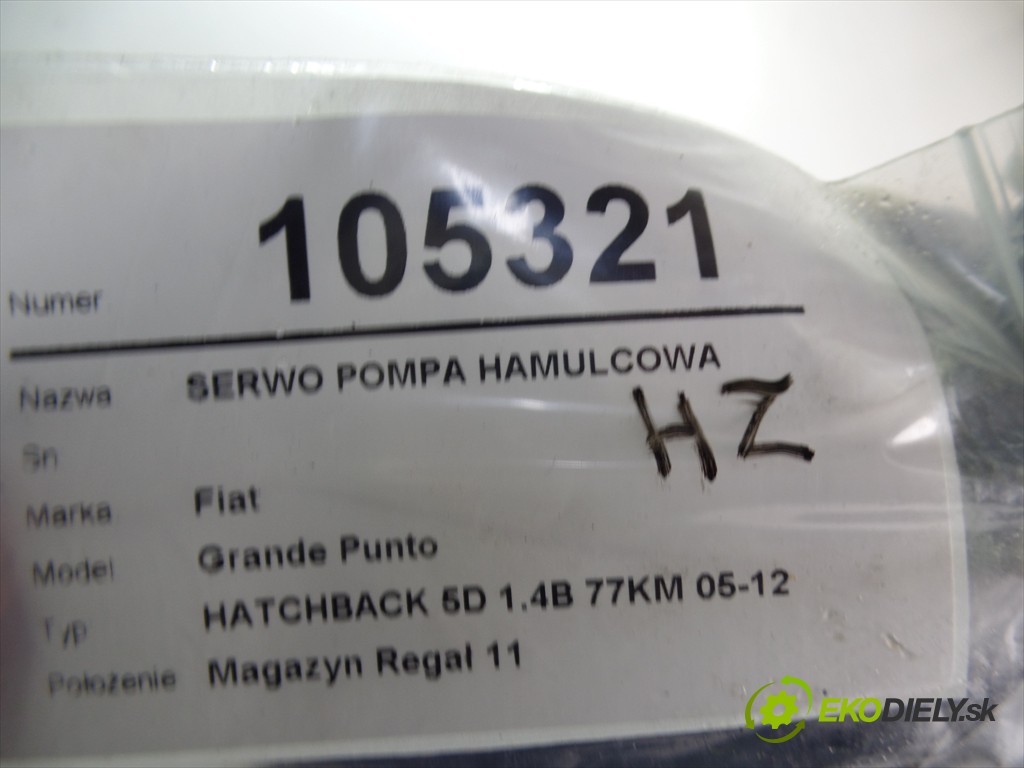 Numer 105321
Nazwa SERWO POMPA HAMULCOWA
HZ
Sn
Marka Fiat
Model Grande Punto
Typ HATCHBACK 5D 1.4B 77KM 05-12
Położenie Magazyn Regał 11
EKODIELY.sk